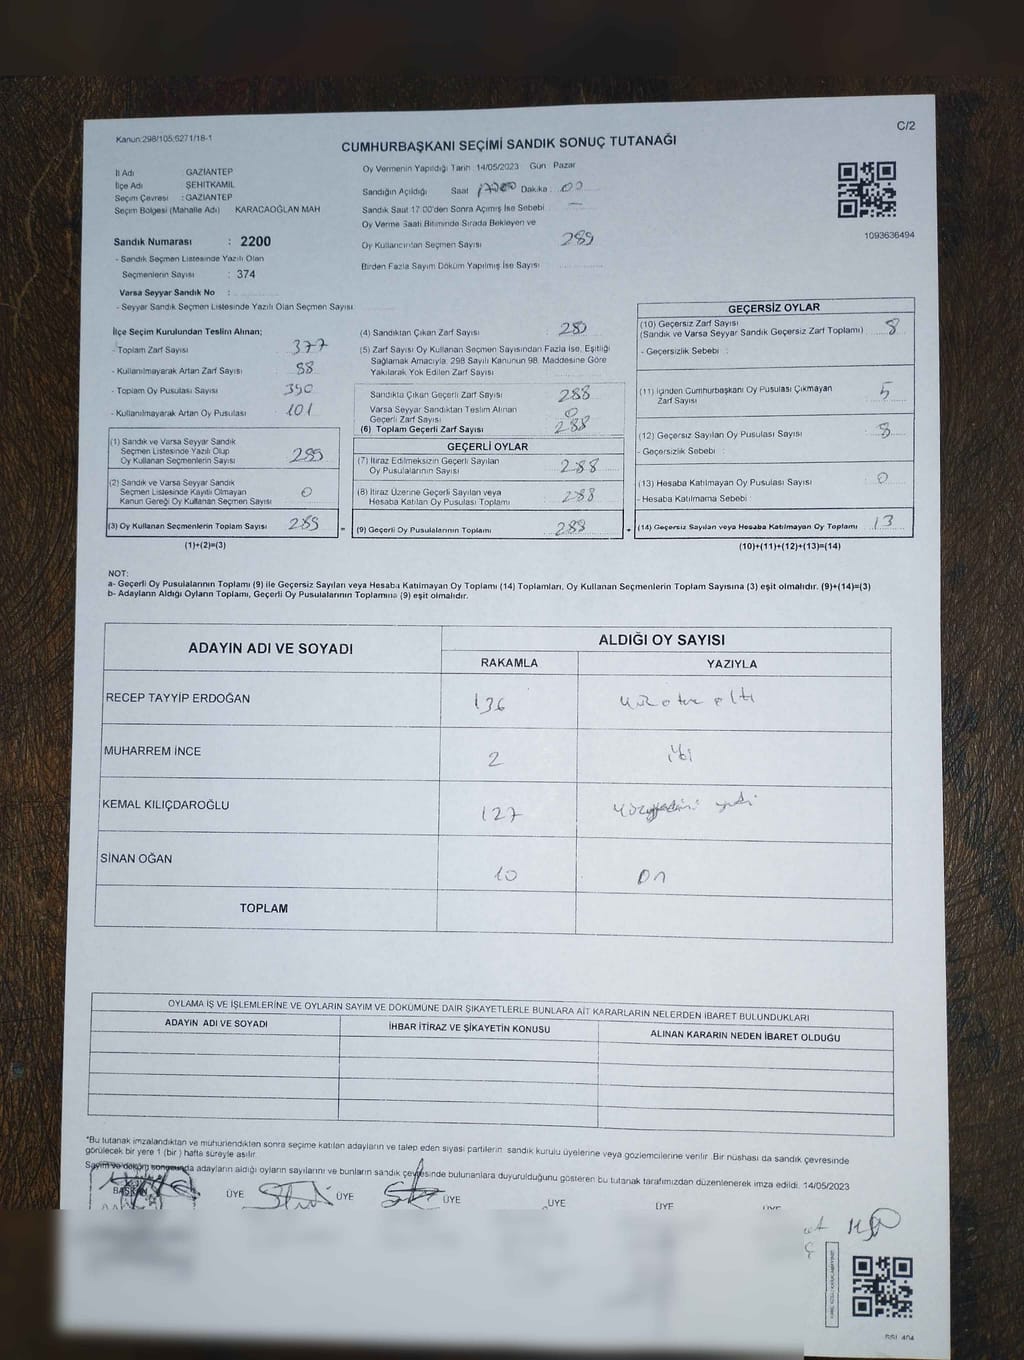 Kanun:298/105;6271/18-1
C/2
CUMHURBAŞKANI SEÇİMİ SANDIK SONUÇ TUTANAĞI
İl Adı GAZİANTEP
İlçe Adı ŞEHİTKAMİL
Seçim Çevresi : GAZİANTEP
Seçim Bölgesi (Mahalle Adı) KARACAOĞLAN MAH
Sandık Numarası : 2200
- Sandık Seçmen Listesinde Yazılı Olan
Seçmenlerin Sayısı : 374
Varsa Seyyar Sandık No :
- Seyyar Sandık Seçmen Listesinde Yazılı Olan Seçmen Sayısı
Oy Vermenin Yapıldığı Tarih 14/05/2023 Gün Pazar
Sandığın Açıldığı Saat Dakika : 00
Sandık Saat 17:00'den Sonra Açımış İse Sebebi —
Oy Verme Saati Bitiminde Sırada Bekleyen ve
Oy Kullandırılan Seçmen Sayısı 289
Birden Fazla Sayım Döküm Yapılmış İse Sayısı
1093636494
İlçe Seçim Kurulundan Teslim Alınan;
- Toplam Zarf Sayısı 377
- Kullanılmayarak Artan Zarf Sayısı 88
- Toplam Oy Pusulası Sayısı 390
- Kullanılmayarak Artan Oy Pusulası 101
(1) Sandık ve Varsa Seyyar Sandık
Seçmen Listesinde Yazılı Olup
Oy Kullanan Seçmenlerin Sayısı 289
(2) Sandık ve Varsa Seyyar Sandık
Seçmen Listesinde Kayıtlı Olmayan
Kanun Gereği Oy Kullanan Seçmen Sayısı 0
(3) Oy Kullanan Seçmenlerin Toplam Sayısı 289
(1)+(2)=(3)
(4) Sandıktan Çıkan Zarf Sayısı 289
(5) Zarf Sayısı Oy Kullanan Seçmen Sayısından Fazla İse, Eşitliği
Sağlamak Amacıyla, 298 Sayılı Kanunun 98. Maddesine Göre
Yakılarak Yok Edilen Zarf Sayısı
Sandıkta Çıkan Geçerli Zarf Sayısı 288
Varsa Seyyar Sandıktan Teslim Alınan
Geçerli Zarf Sayısı 0
(6) Toplam Geçerli Zarf Sayısı 288
GEÇERLİ OYLAR
(7) İtiraz Edilmeksizin Geçerli Sayılan
Oy Pusulalarının Sayısı 288
(8) İtiraz Üzerine Geçerli Sayılan veya
Hesaba Katılan Oy Pusulası Toplamı 288
= (9) Geçerli Oy Pusulalarının Toplamı 288 +
GEÇERSİZ OYLAR
(10) Geçersiz Zarf Sayısı
(Sandık ve Varsa Seyyar Sandık Geçersiz Zarf Toplamı) 8
- Geçersizlik Sebebi :
(11) İçinden Cumhurbaşkanı Oy Pusulası Çıkmayan
Zarf Sayısı 5
(12) Geçersiz Sayılan Oy Pusulası Sayısı 8
- Geçersizlik Sebebi :
(13) Hesaba Katılmayan Oy Pusulası Sayısı 0
- Hesaba Katılmama Sebebi :
(14) Geçersiz Sayılan veya Hesaba Katılmayan Oy Toplamı 13
(10)+(11)+(12)+(13)=(14)
NOT:
a- Geçerli Oy Pusulalarının Toplamı (9) ile Geçersiz Sayılan veya Hesaba Katılmayan Oy Toplamı (14) Toplamları, Oy Kullanan Seçmenlerin Toplam Sayısına (3) eşit olmalıdır. (9)+(14)=(3)
b- Adayların Aldığı Oyların Toplamı, Geçerli Oy Pusulalarının Toplamına (9) eşit olmalıdır.
ADAYIN ADI VE SOYADI ALDIĞI OY SAYISI
RAKAMLA YAZIYLA
RECEP TAYYİP ERDOĞAN 136 yüz otuz altı
MUHARREM İNCE 2 iki
KEMAL KILIÇDAROĞLU 127 yedi
SİNAN OĞAN 10 on
TOPLAM
OYLAMA İŞ VE İŞLEMLERİNE VE OYLARIN SAYIM VE DÖKÜMÜNE DAİR ŞİKAYETLERLE BUNLARA AİT KARARLARIN NELERDEN İBARET BULUNDUKLARI
ADAYIN ADI VE SOYADI İHBAR İTİRAZ VE ŞİKAYETİN KONUSU ALINAN KARARIN NEDEN İBARET OLDUĞU
*Bu tutanak imzalandıktan ve mühürlendikten sonra seçime katılan adayların ve talep eden siyasi partilerin sandık kurulu üyelerine veya gözlemcilerine verilir. Bir nüshası da sandık çevresinde
görülecek bir yere 1 (bir ) hafta süreyle asılır.
Sayım ve döküm sonucunda adayların aldığı oyların sayılarını ve bunların sandık çevresinde bulunanlara duyurulduğunu gösteren bu tutanak tarafımızdan düzenlenerek imza edildi. 14/05/2023
BAŞKAN ÜYE ÜYE ÜYE ÜYE ÜYE ÜYE